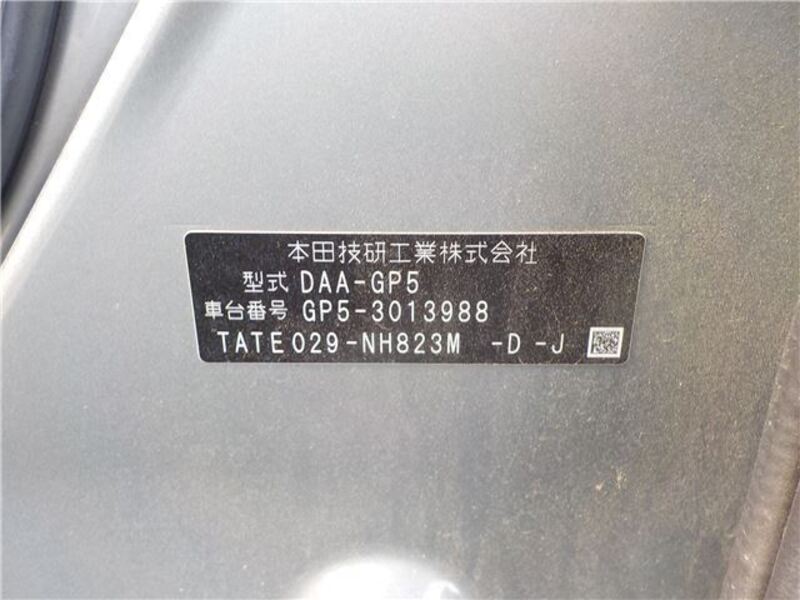 本田技研工業株式会社
型式 DAA-GP5
車台番号 GP5-3013988
TATE029-NH823M -D -J